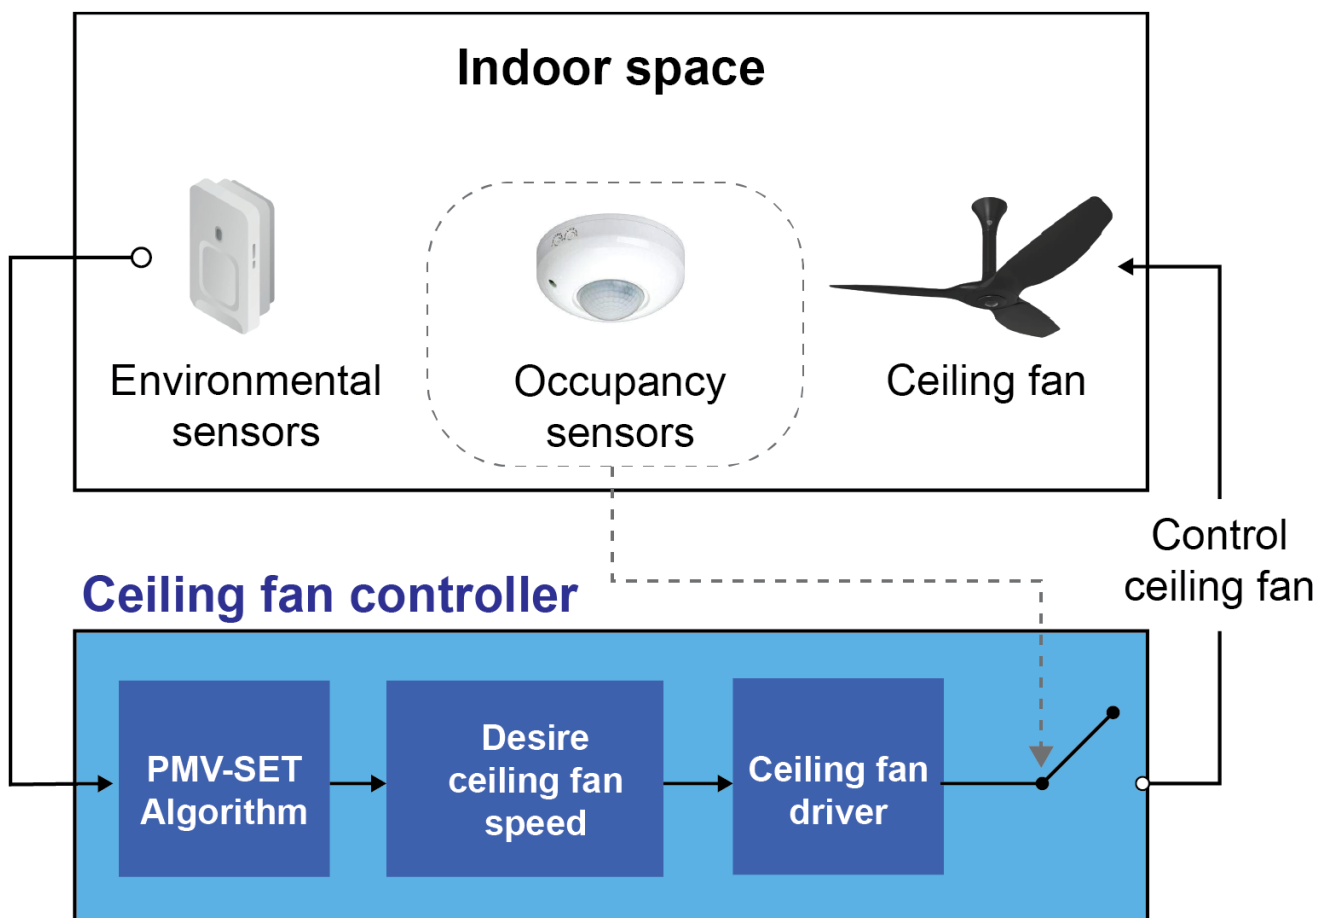 Indoor space
Environmental
sensors
Occupancy
sensors
Ceiling fan
Control
ceiling fan
Ceiling fan controller
PMV-SET
Algorithm
Desire
ceiling fan
speed
Ceiling fan
driver